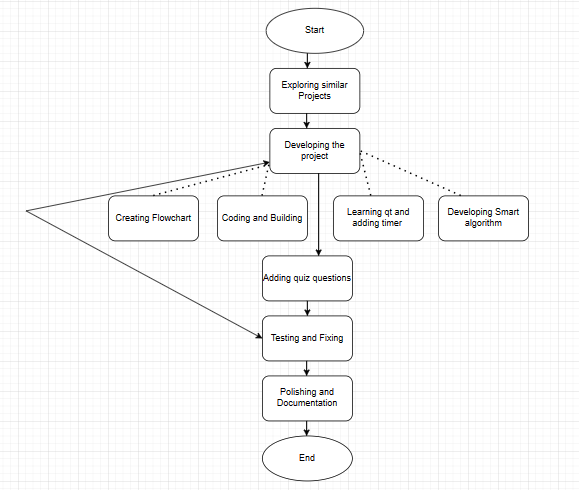 Start
Exploring similar
Projects
Developing the
project
Creating Flowchart
Coding and Building
Learning qt and
adding timer
Developing Smart
algorithm
Adding quiz questions
Testing and Fixing
Polishing and
Documentation
End